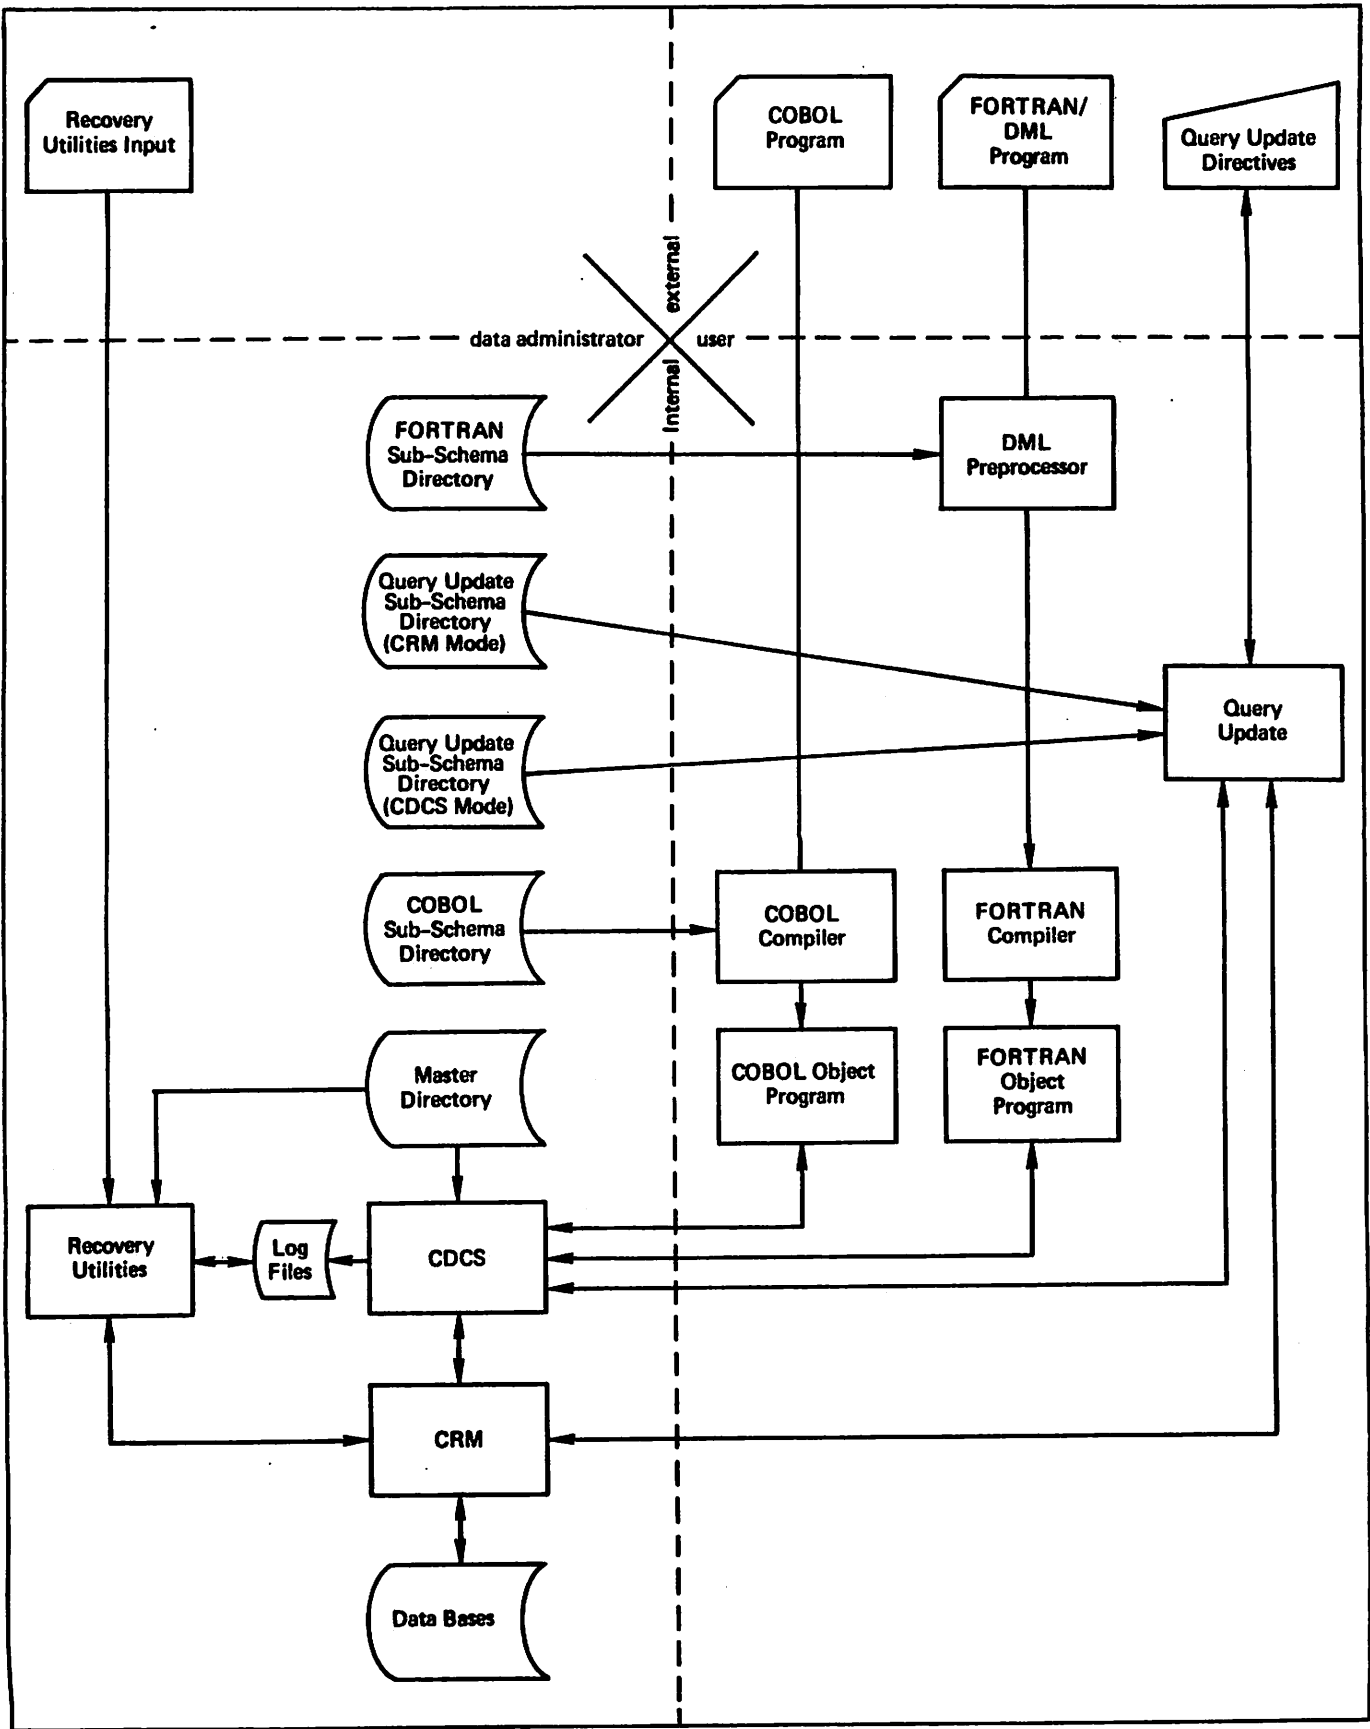 Recovery
Utilities Input
COBOL
Program
FORTRAN/
DML
Program
Query Update
Directives
external
data administrator
user
Internal
FORTRAN
Sub-Schema
Directory
DML
Preprocessor
Query Update
Sub-Schema
Directory
(CRM Mode)
Query
Update
Query Update
Sub-Schema
Directory
(CDCS Mode)
COBOL
Sub-Schema
Directory
COBOL
Compiler
FORTRAN
Compiler
Master
Directory
COBOL Object
Program
FORTRAN
Object
Program
Recovery
Utilities
Log
Files
CDCS
CRM
Data Bases